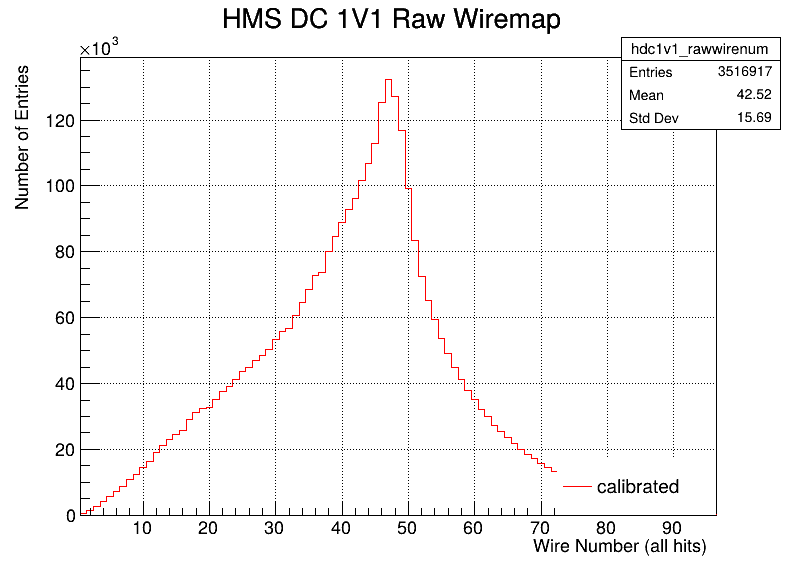 HMS DC 1V1 Raw Wiremap
×10³
hdc1v1_rawwirenum
Entries 3516917
Mean 42.52
Std Dev 15.69
Number of Entries
120
100
80
60
40
20
0
calibrated
10 20 30 40 50 60 70 80 90
Wire Number (all hits)